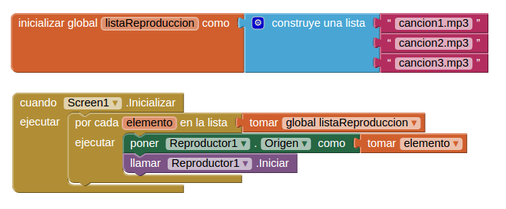 inicializar global listaReproduccion como construye una lista " cancion1.mp3 "
" cancion2.mp3 "
" cancion3.mp3 "
cuando Screen1 .Inicializar
ejecutar por cada elemento en la lista tomar global listaReproduccion
ejecutar poner Reproductor1 . Origen como tomar elemento
llamar Reproductor1 .Iniciar